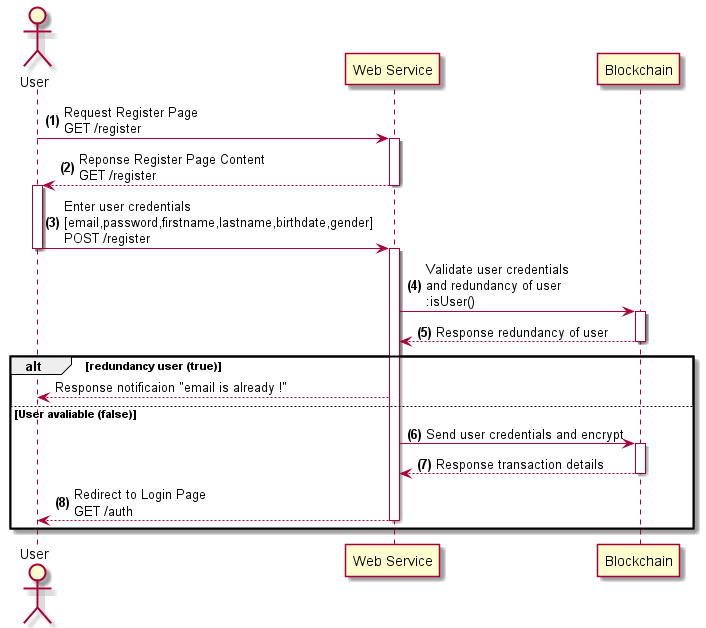 User
Web Service
Blockchain
(1) Request Register Page
GET /register
(2) Reponse Register Page Content
GET /register
(3) Enter user credentials
[email,password,firstname,lastname,birthdate,gender]
POST /register
(4) Validate user credentials
and redundancy of user
:isUser()
(5) Response redundancy of user
alt [redundancy user (true)]
Response notificaion "email is already !"
[User avaliable (false)]
(6) Send user credentials and encrypt
(7) Response transaction details
(8) Redirect to Login Page
GET /auth
User
Web Service
Blockchain